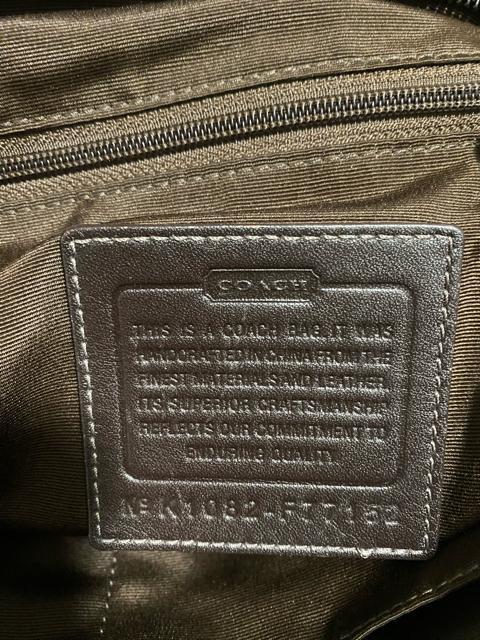 COACH
THIS IS A COACH BAG. IT WAS
HANDCRAFTED IN CHINA FROM THE
FINEST MATERIALS AND LEATHER.
ITS SUPERIOR CRAFTSMANSHIP
REFLECTS OUR COMMITMENT TO
ENDURING QUALITY.
Nº K1082-F77152